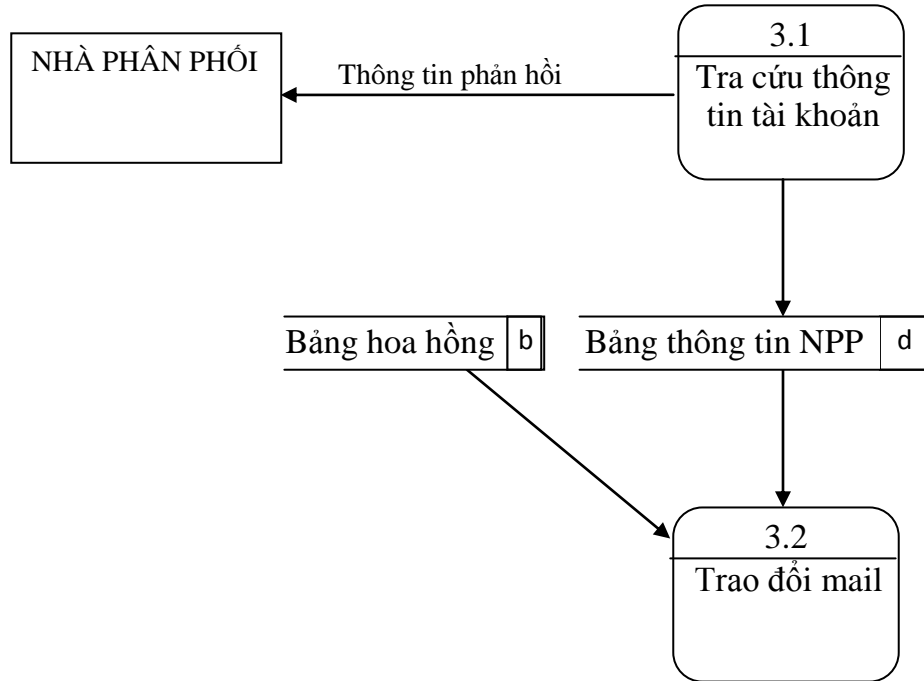 NHÀ PHÂN PHỐI
Thông tin phản hồi
3.1
Tra cứu thông
tin tài khoản
Bảng hoa hồng b
Bảng thông tin NPP d
3.2
Trao đổi mail